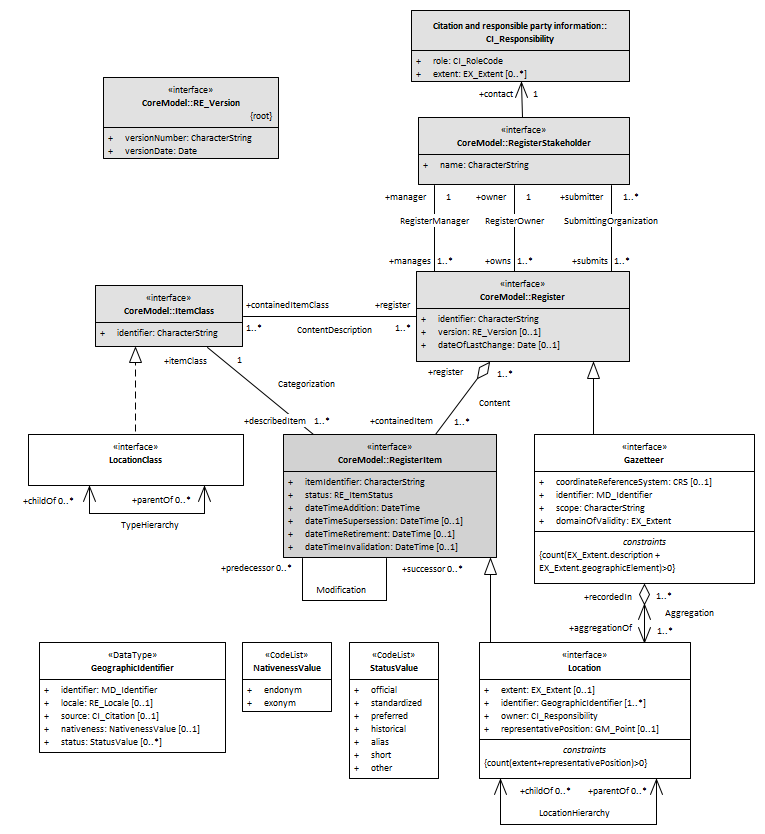 Citation and responsible party information::
CI_Responsibility
+ role: CI_RoleCode
+ extent: EX_Extent [0..*]
+contact 1
«interface»
CoreModel::RE_Version
{root}
+ versionNumber: CharacterString
+ versionDate: Date
«interface»
CoreModel::RegisterStakeholder
+ name: CharacterString
+manager 1 +owner 1 +submitter 1..*
RegisterManager RegisterOwner SubmittingOrganization
+manages 1..* +owns 1..* +submits 1..*
«interface»
CoreModel::ItemClass
+ identifier: CharacterString
+containedItemClass +register
1..* ContentDescription 1..*
«interface»
CoreModel::Register
+ identifier: CharacterString
+ version: RE_Version [0..1]
+ dateOfLastChange: Date [0..1]
+itemClass 1
Categorization
+describedItem 1..*
+register 1..*
Content
+containedItem 1..*
«interface»
LocationClass
+childOf 0..* +parentOf 0..*
TypeHierarchy
«interface»
CoreModel::RegisterItem
+ itemIdentifier: CharacterString
+ status: RE_ItemStatus
+ dateTimeAddition: DateTime
+ dateTimeSupersession: DateTime [0..1]
+ dateTimeRetirement: DateTime [0..1]
+ dateTimeInvalidation: DateTime [0..1]
+predecessor 0..* +successor 0..*
Modification
«interface»
Gazetteer
+ coordinateReferenceSystem: CRS [0..1]
+ identifier: MD_Identifier
+ scope: CharacterString
+ domainOfValidity: EX_Extent
constraints
{count(EX_Extent.description +
EX_Extent.geographicElement)>0}
+recordedIn 1..*
Aggregation
+aggregationOf 1..*
«DataType»
GeographicIdentifier
+ identifier: MD_Identifier
+ locale: RE_Locale [0..1]
+ source: CI_Citation [0..1]
+ nativeness: NativenessValue [0..1]
+ status: StatusValue [0..*]
«CodeList»
NativenessValue
+ endonym
+ exonym
«CodeList»
StatusValue
+ official
+ standardized
+ preferred
+ historical
+ alias
+ short
+ other
«interface»
Location
+ extent: EX_Extent [0..1]
+ identifier: GeographicIdentifier [1..*]
+ owner: CI_Responsibility
+ representativePosition: GM_Point [0..1]
constraints
{count(extent+representativePosition)>0}
+childOf 0..* +parentOf 0..*
LocationHierarchy